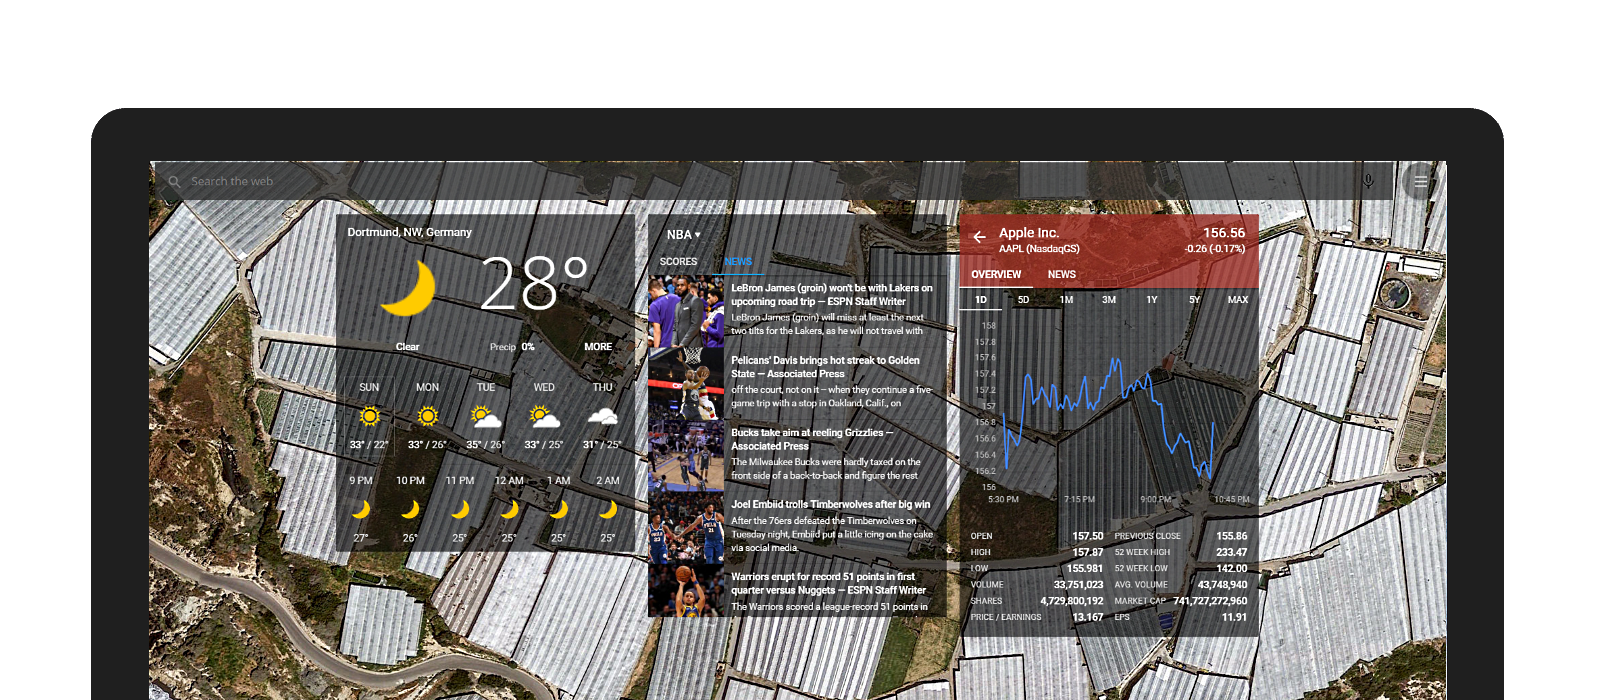 Search the web
Dortmund, NW, Germany
28°
Clear
Precip 0%
MORE
SUN MON TUE WED THU
33° / 22° 33° / 26° 35° / 26° 33° / 25° 31° / 25°
9 PM 10 PM 11 PM 12 AM 1 AM 2 AM
27° 26° 25° 25° 25° 25°
NBA ▾
SCORES NEWS
LeBron James (groin) won't be with Lakers on
upcoming road trip — ESPN Staff Writer
LeBron James (groin) will miss at least the next
two tilts for the Lakers, as he will not travel with
Pelicans' Davis brings hot streak to Golden
State — Associated Press
off the court, not on it -- when they continue a five-
game trip with a stop in Oakland, Calif., on
Bucks take aim at reeling Grizzlies —
Associated Press
The Milwaukee Bucks were hardly taxed on the
front side of a back-to-back and figure the rest
Joel Embiid trolls Timberwolves after big win
After the 76ers defeated the Timberwolves on
Tuesday night, Embiid put a little icing on the cake
via social media.
Warriors erupt for record 51 points in first
quarter versus Nuggets — ESPN Staff Writer
The Warriors scored a league-record 51 points in
Apple Inc. 156.56
AAPL (NasdaqGS) -0.26 (-0.17%)
OVERVIEW NEWS
1D 5D 1M 3M 1Y 5Y MAX
158
157.8
157.6
157.4
157.2
157
156.8
156.6
156.4
156.2
156
5:30 PM 7:15 PM 9:00 PM 10:45 PM
OPEN 157.50 PREVIOUS CLOSE 155.86
HIGH 157.87 52 WEEK HIGH 233.47
LOW 155.981 52 WEEK LOW 142.00
VOLUME 33,751,023 AVG. VOLUME 43,748,940
SHARES 4,729,800,192 MARKET CAP 741,727,272,960
PRICE / EARNINGS 13.167 EPS 11.91